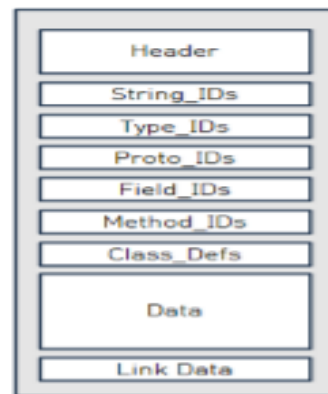 Header
String_IDs
Type_IDs
Proto_IDs
Field_IDs
Method_IDs
Class_Defs
Data
Link Data